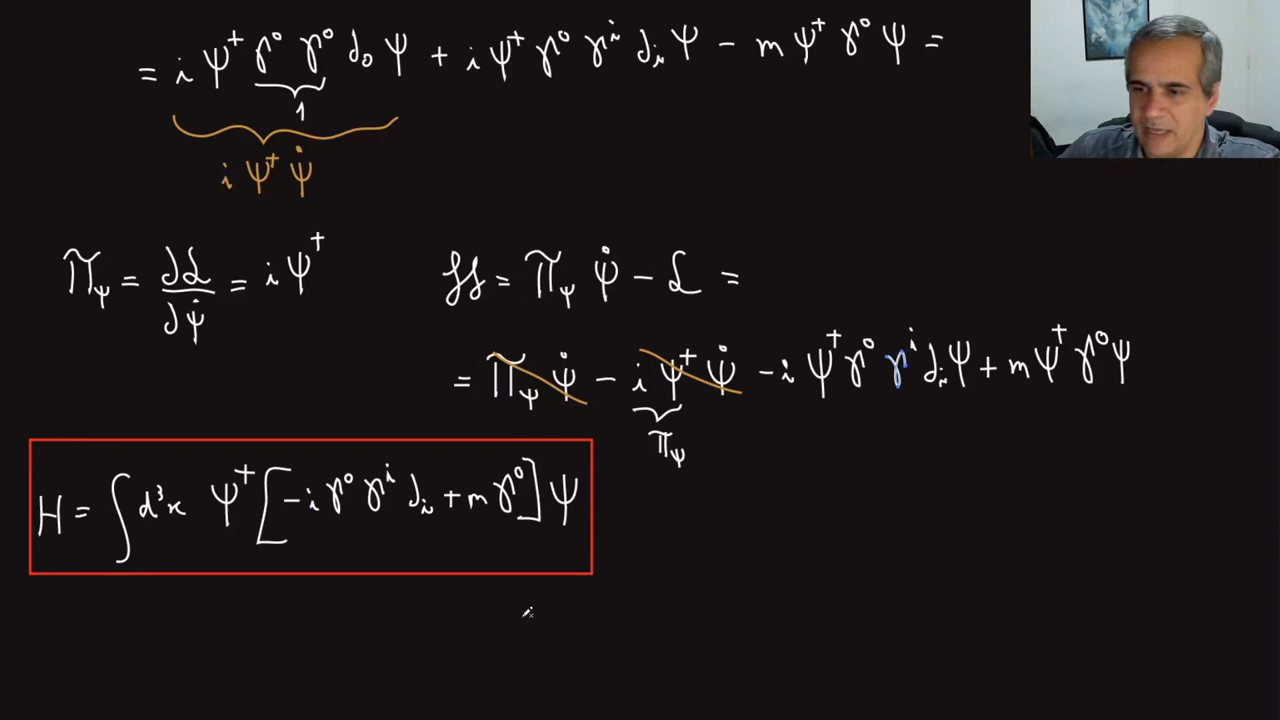 = i ψ† γ⁰ γ⁰ ∂₀ ψ + i ψ† γ⁰ γⁱ ∂ᵢ ψ − m ψ† γ⁰ ψ =
1
i ψ† ψ̇
Π_ψ = ∂ℒ/∂ψ̇ = i ψ†
ℋ = Π_ψ ψ̇ − ℒ =
= Π_ψ ψ̇ − i ψ† ψ̇ − i ψ† γ⁰ γⁱ ∂ᵢ ψ + m ψ† γ⁰ ψ
Π_ψ
H = ∫ d³x ψ† [ −i γ⁰ γⁱ ∂ᵢ + m γ⁰ ] ψ